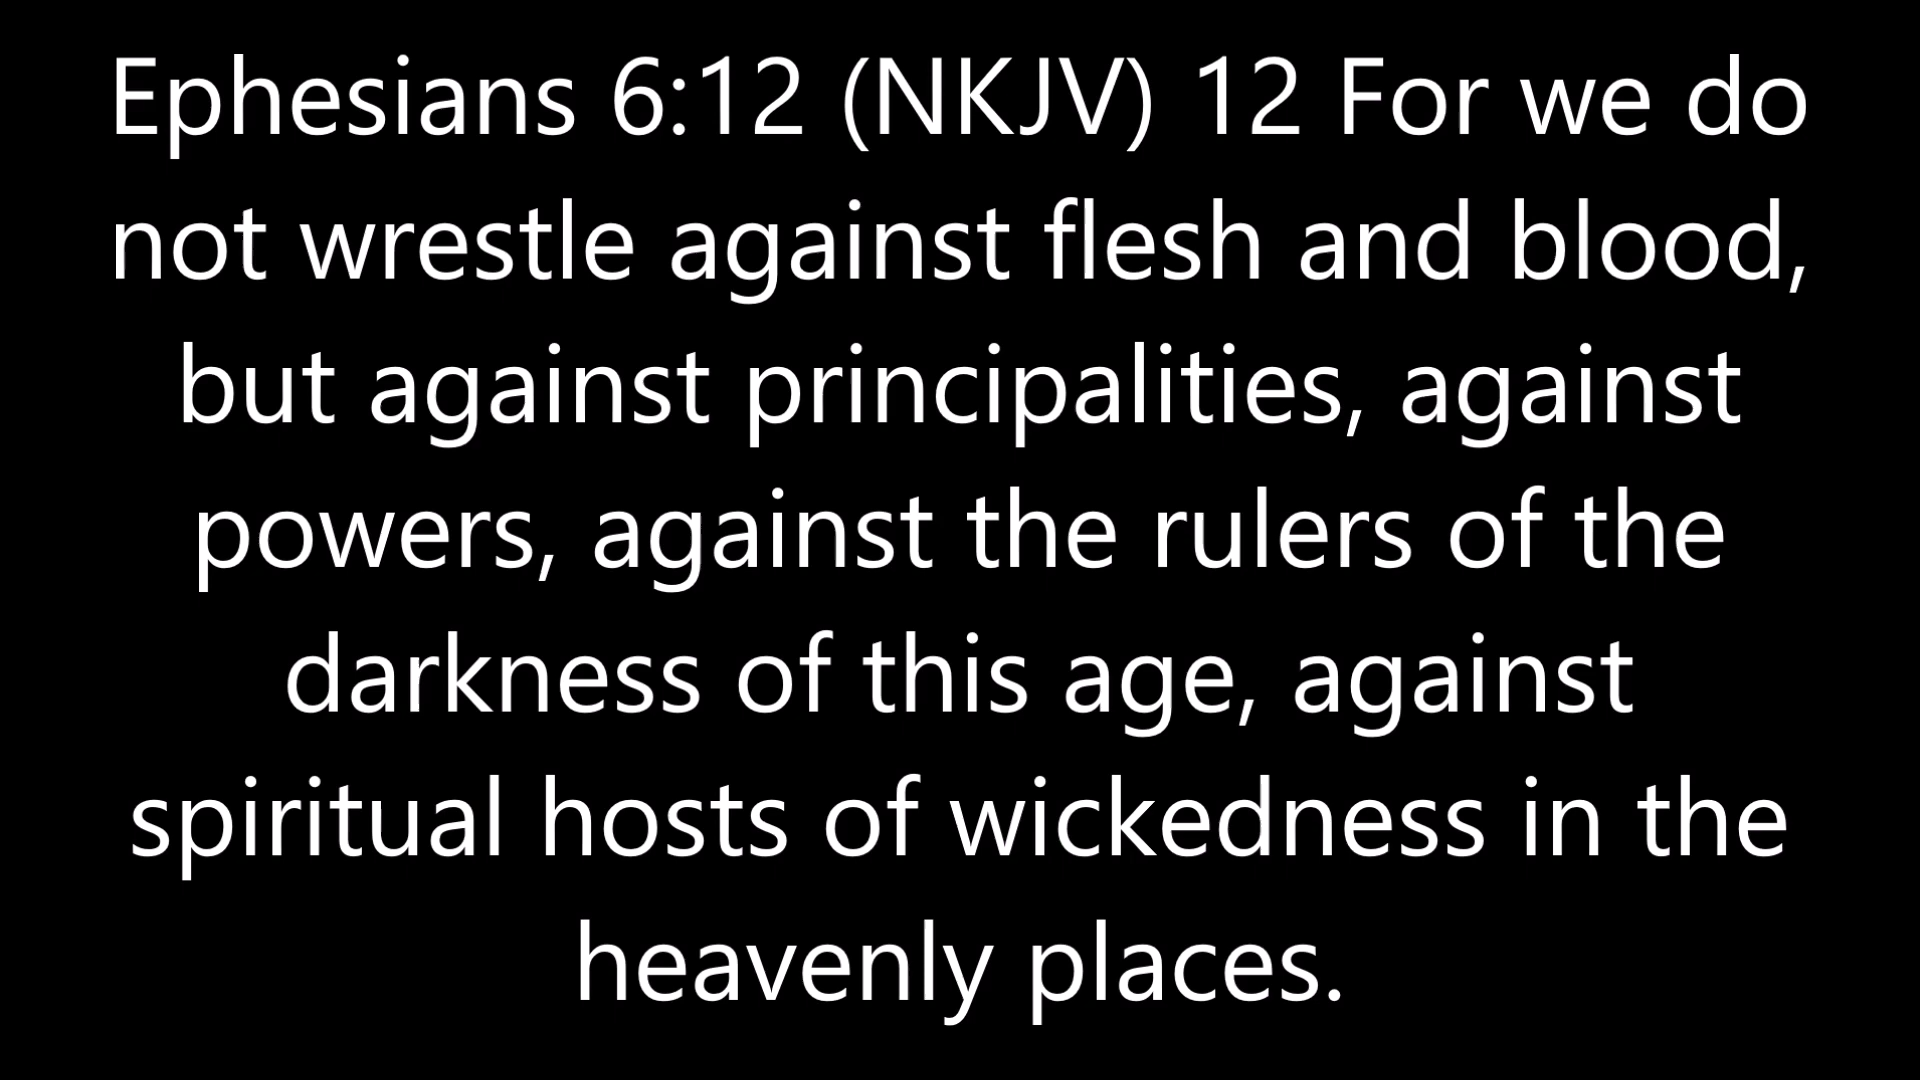 Ephesians 6:12 (NKJV) 12 For we do
not wrestle against flesh and blood,
but against principalities, against
powers, against the rulers of the
darkness of this age, against
spiritual hosts of wickedness in the
heavenly places.